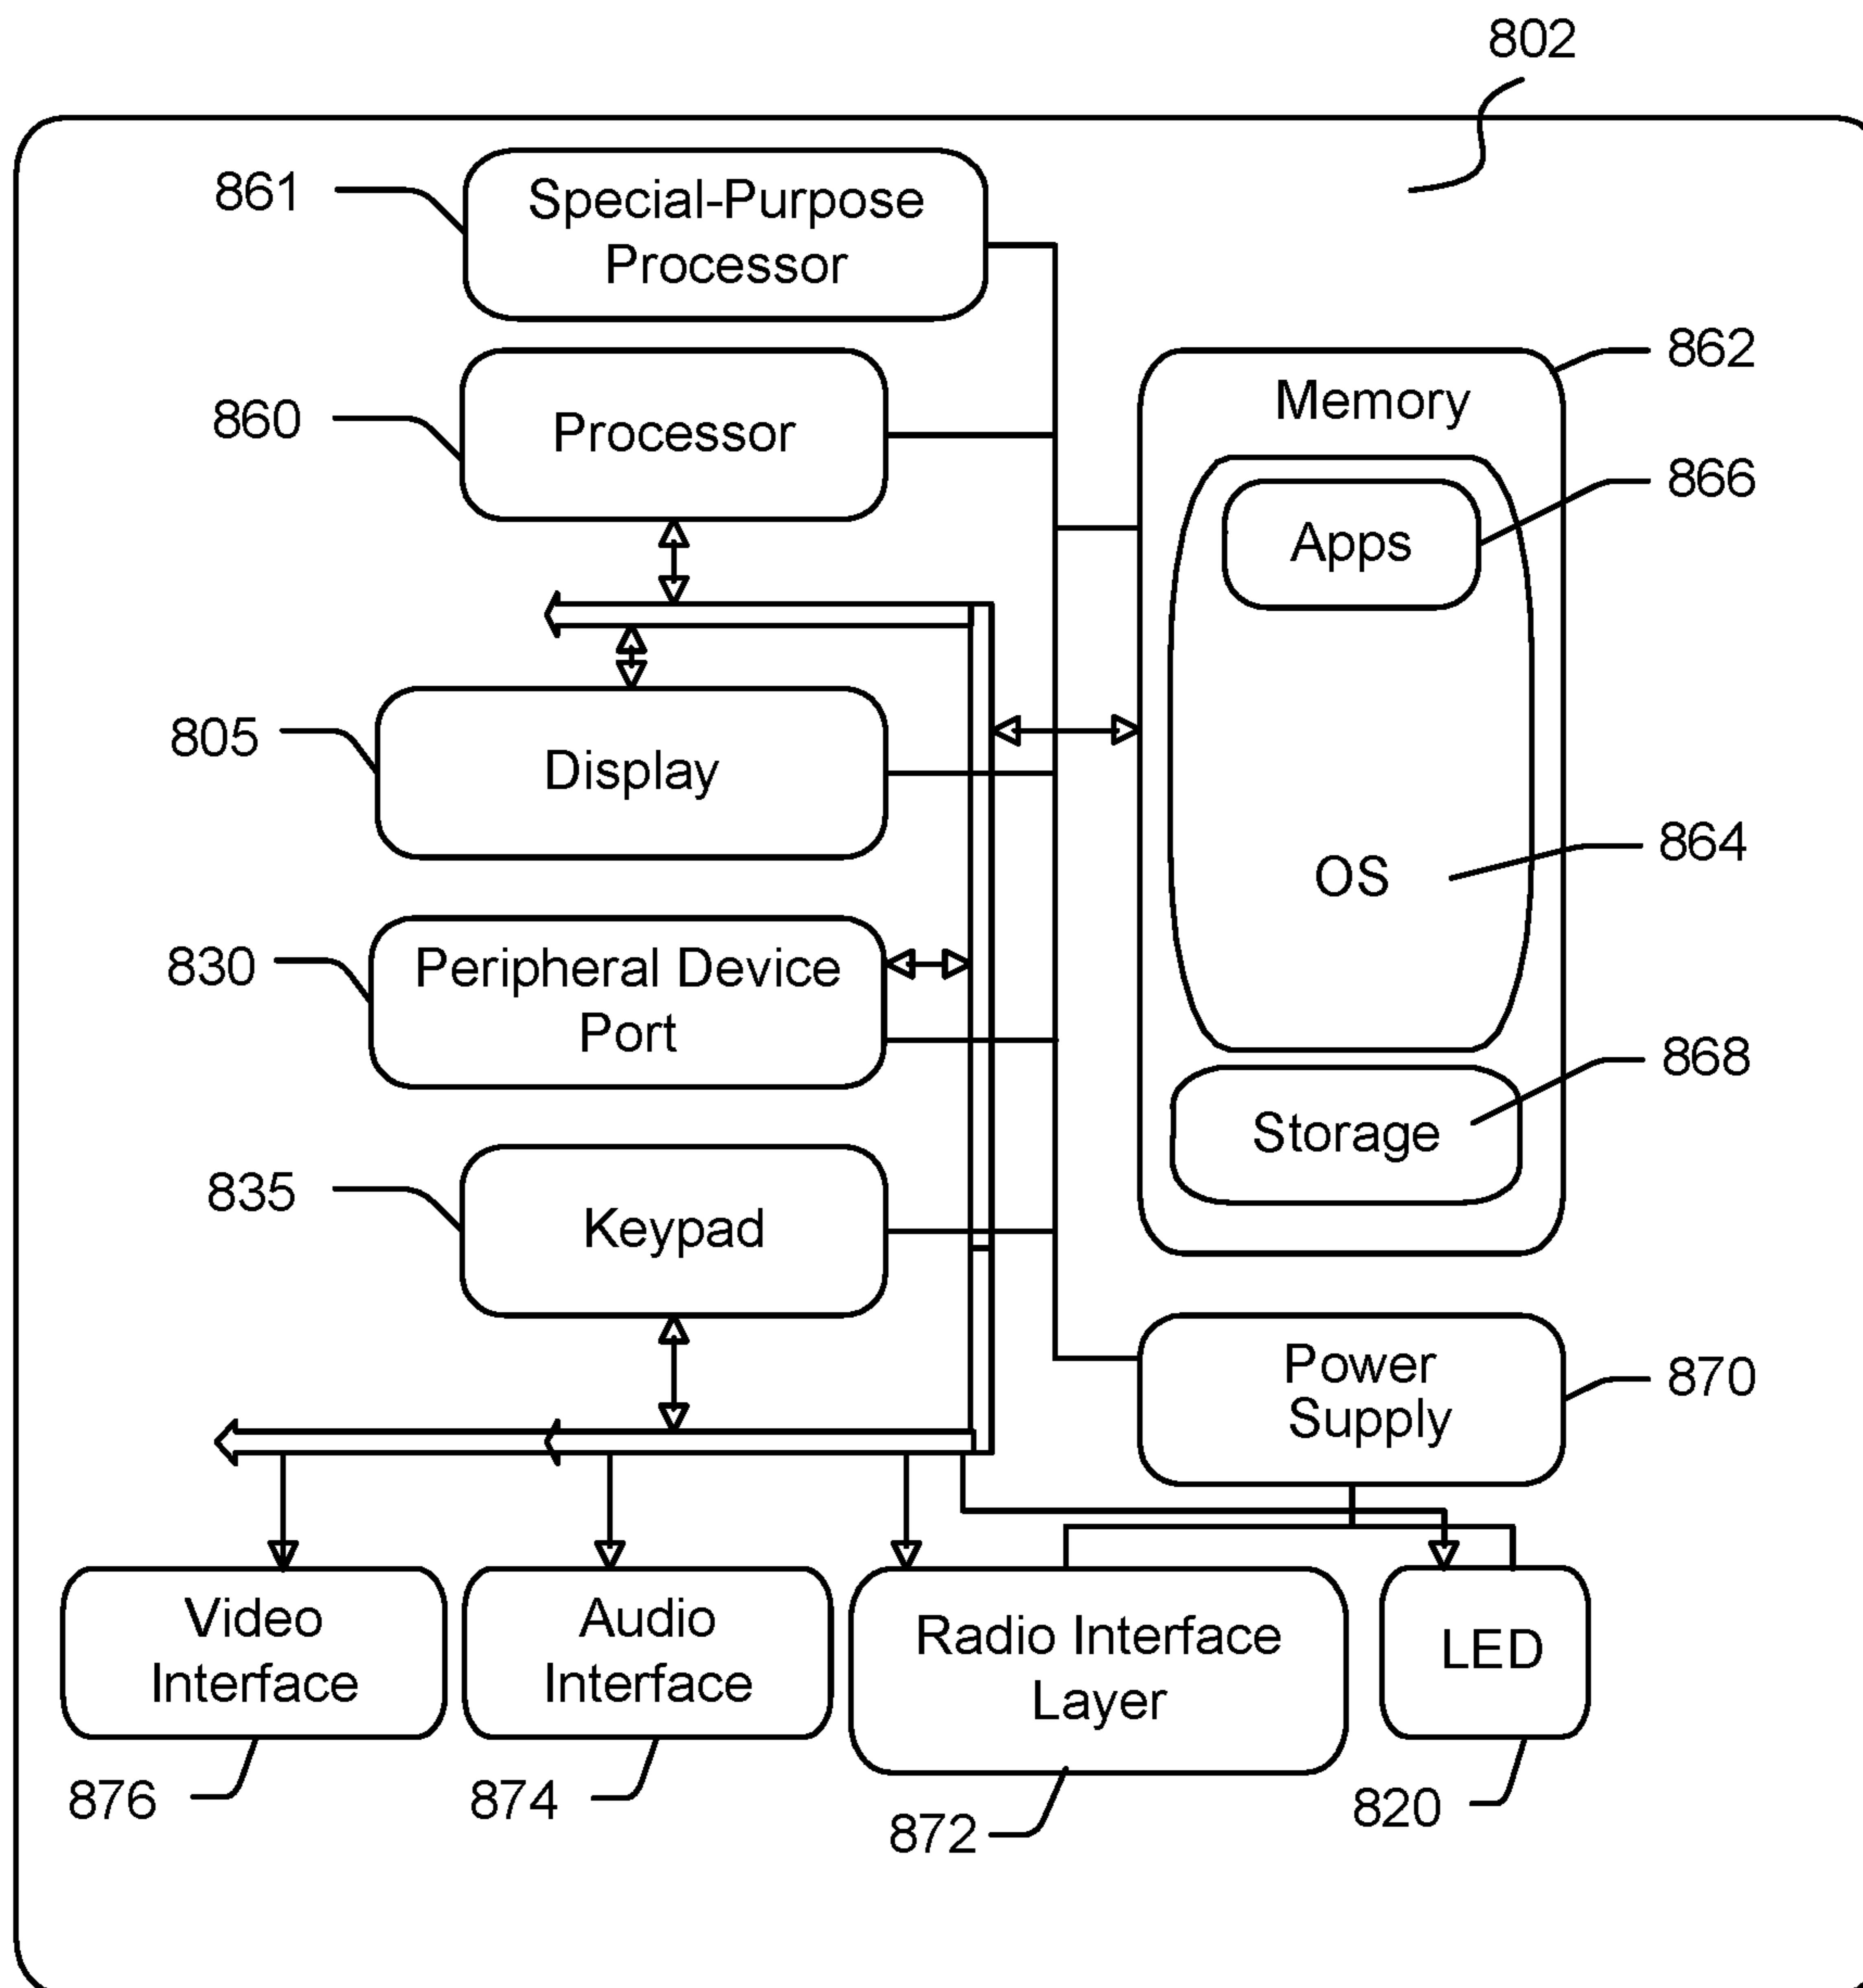 802
861
Special-Purpose
Processor
862
Memory
860
Processor
866
Apps
805
Display
864
OS
830
Peripheral Device
Port
868
Storage
835
Keypad
Power
Supply
870
Video
Interface
Audio
Interface
Radio Interface
Layer
LED
876
874
872
820